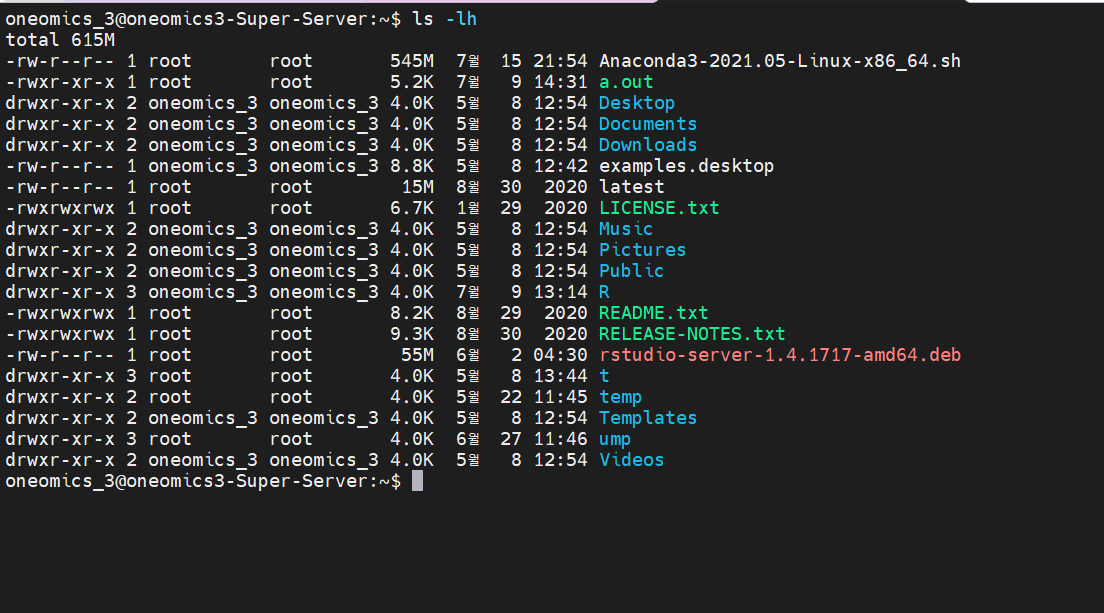 oneomics_3@oneomics3-Super-Server:~$ ls -lh
total 615M
-rw-r--r-- 1 root       root       545M  7월  15 21:54 Anaconda3-2021.05-Linux-x86_64.sh
-rwxr-xr-x 1 root       root       5.2K  7월   9 14:31 a.out
drwxr-xr-x 2 oneomics_3 oneomics_3 4.0K  5월   8 12:54 Desktop
drwxr-xr-x 2 oneomics_3 oneomics_3 4.0K  5월   8 12:54 Documents
drwxr-xr-x 2 oneomics_3 oneomics_3 4.0K  5월   8 12:54 Downloads
-rw-r--r-- 1 oneomics_3 oneomics_3 8.8K  5월   8 12:42 examples.desktop
-rw-r--r-- 1 root       root        15M  8월  30  2020 latest
-rwxrwxrwx 1 root       root       6.7K  1월  29  2020 LICENSE.txt
drwxr-xr-x 2 oneomics_3 oneomics_3 4.0K  5월   8 12:54 Music
drwxr-xr-x 2 oneomics_3 oneomics_3 4.0K  5월   8 12:54 Pictures
drwxr-xr-x 2 oneomics_3 oneomics_3 4.0K  5월   8 12:54 Public
drwxr-xr-x 3 oneomics_3 oneomics_3 4.0K  7월   9 13:14 R
-rwxrwxrwx 1 root       root       8.2K  8월  29  2020 README.txt
-rwxrwxrwx 1 root       root       9.3K  8월  30  2020 RELEASE-NOTES.txt
-rw-r--r-- 1 root       root        55M  6월   2 04:30 rstudio-server-1.4.1717-amd64.deb
drwxr-xr-x 3 root       root       4.0K  5월   8 13:44 t
drwxr-xr-x 2 root       root       4.0K  5월  22 11:45 temp
drwxr-xr-x 2 oneomics_3 oneomics_3 4.0K  5월   8 12:54 Templates
drwxr-xr-x 3 root       root       4.0K  6월  27 11:46 ump
drwxr-xr-x 2 oneomics_3 oneomics_3 4.0K  5월   8 12:54 Videos
oneomics_3@oneomics3-Super-Server:~$